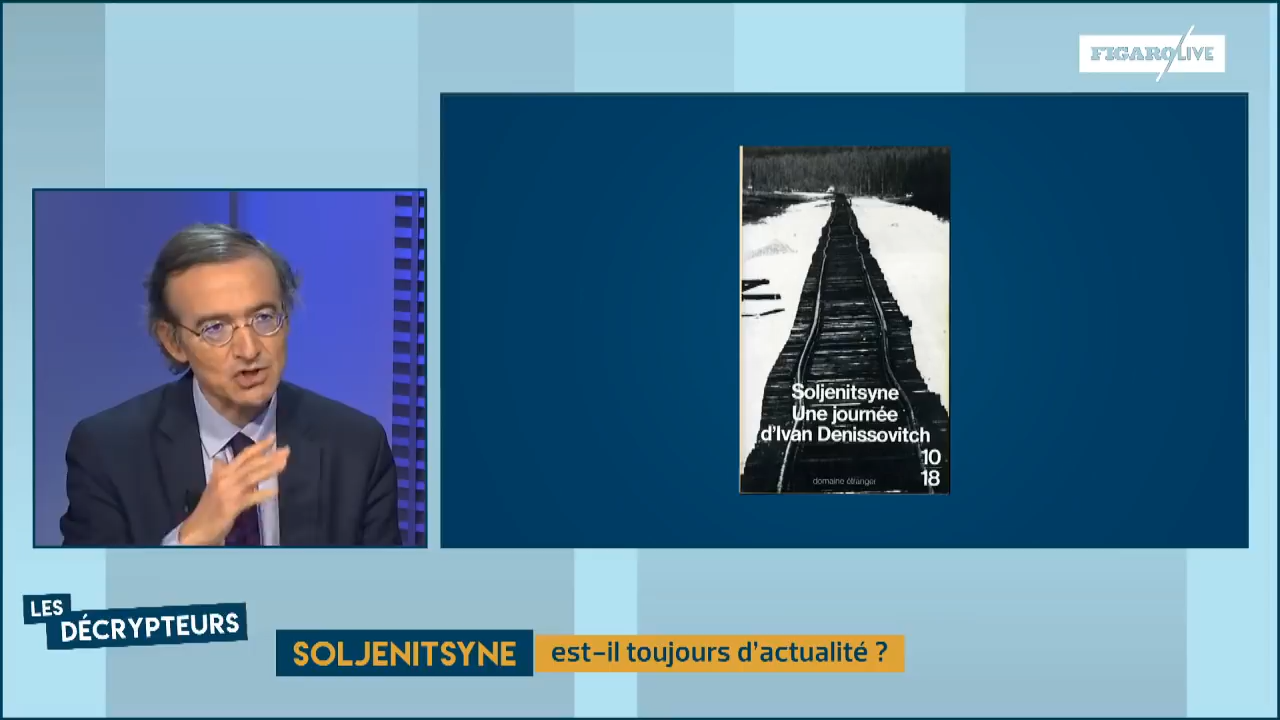 FIGARO LIVE
Soljenitsyne
Une journée
d'Ivan Denissovitch
10
18
domaine étranger
LES
DÉCRYPTEURS
SOLJENITSYNE est-il toujours d'actualité ?